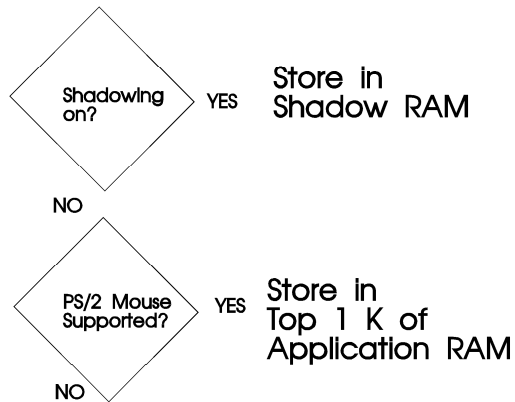 Shadowing
on?
YES
Store in
Shadow RAM
NO
PS/2 Mouse
Supported?
YES
Store in
Top 1 K of
Application RAM
NO